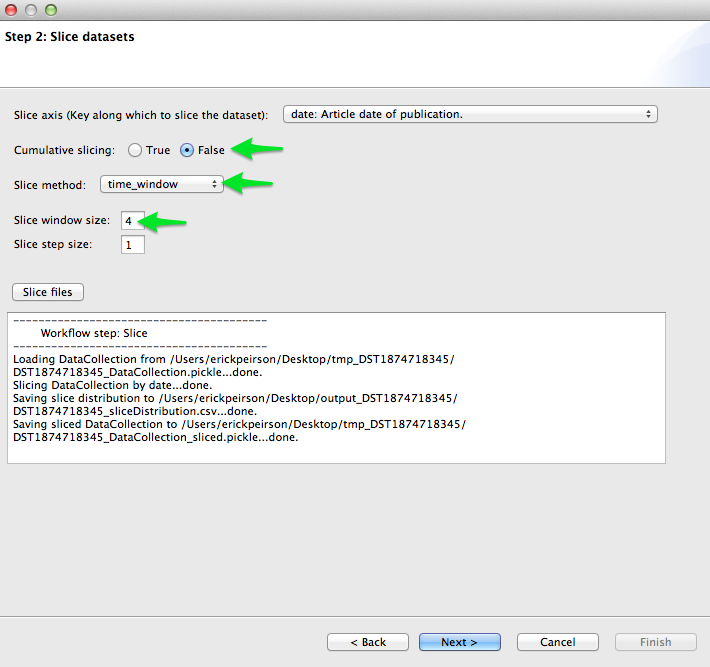 Step 2: Slice datasets
Slice axis (Key along which to slice the dataset): date: Article date of publication.
Cumulative slicing: True False
Slice method: time_window
Slice window size: 4
Slice step size: 1
Slice files
----------------------------------------
Workflow step: Slice
----------------------------------------
Loading DataCollection from /Users/erickpeirson/Desktop/tmp_DST1874718345/
DST1874718345_DataCollection.pickle...done.
Slicing DataCollection by date...done.
Saving slice distribution to /Users/erickpeirson/Desktop/output_DST1874718345/
DST1874718345_sliceDistribution.csv...done.
Saving sliced DataCollection to /Users/erickpeirson/Desktop/tmp_DST1874718345/
DST1874718345_DataCollection_sliced.pickle...done.
< Back Next > Cancel Finish